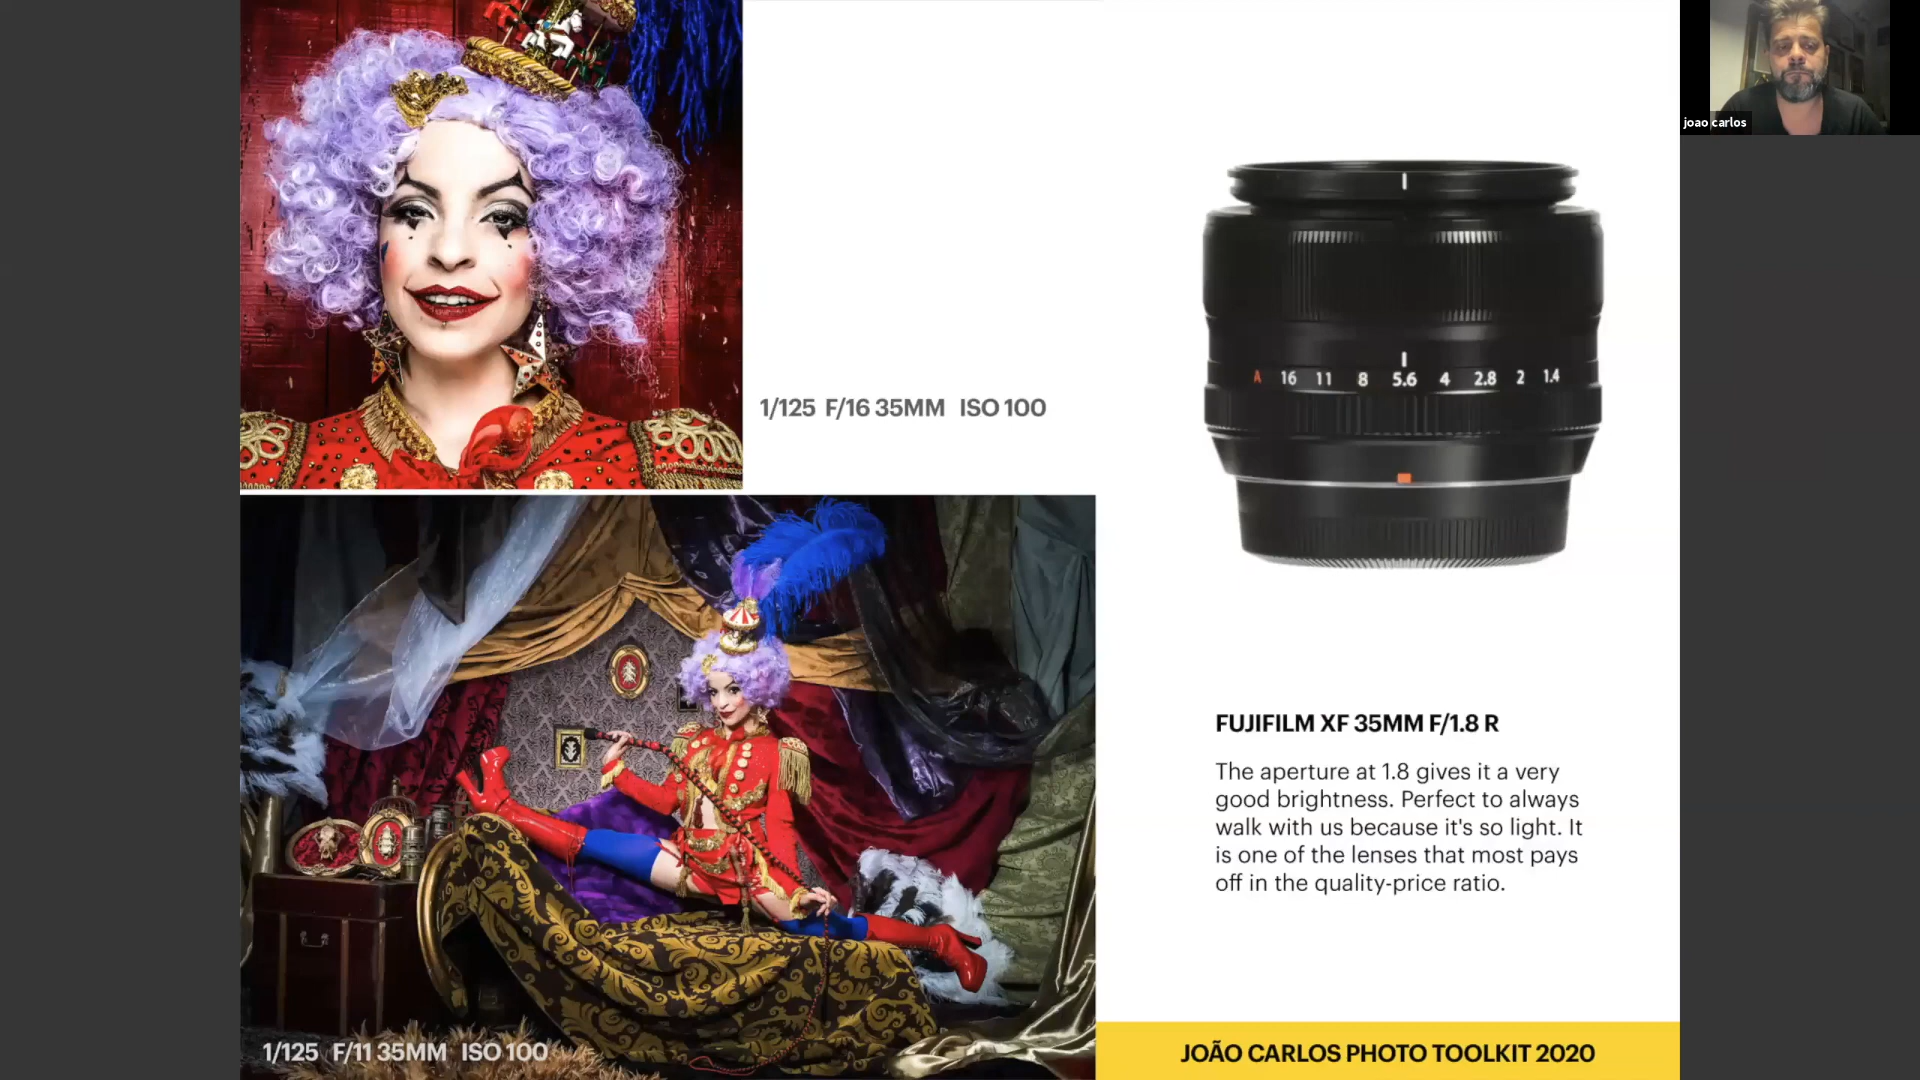 joao carlos
1/125 F/16 35MM ISO 100
A 16 11 8 5.6 4 2.8 2 1.4
FUJIFILM XF 35MM F/1.8 R
The aperture at 1.8 gives it a very
good brightness. Perfect to always
walk with us because it's so light. It
is one of the lenses that most pays
off in the quality-price ratio.
1/125 F/11 35MM ISO 100
JOÃO CARLOS PHOTO TOOLKIT 2020